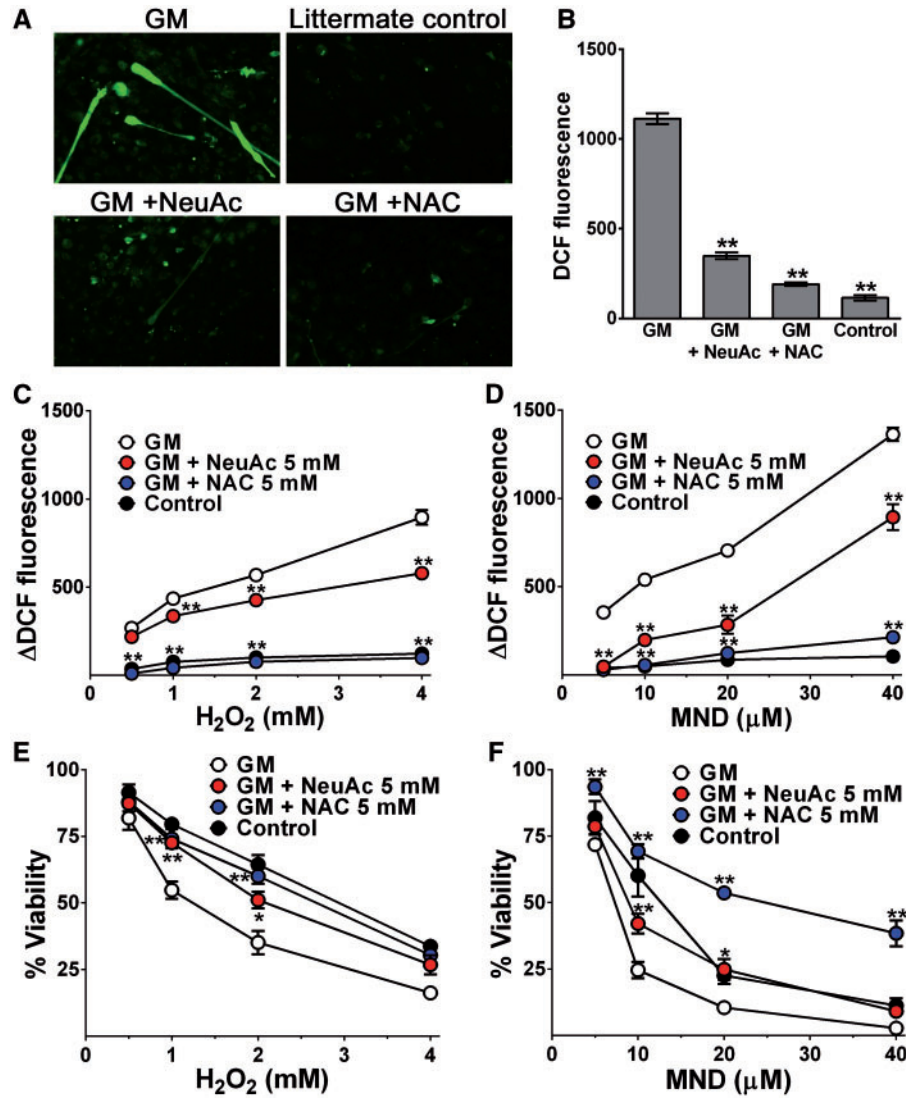 A
GM
Littermate control
GM +NeuAc
GM +NAC
B
DCF fluorescence
1500
1000
500
0
**
**
**
GM
GM
+ NeuAc
GM
+ NAC
Control
C
ΔDCF fluorescence
1500
1000
500
GM
GM + NeuAc 5 mM
GM + NAC 5 mM
Control
**
**
**
**
**
**
**
0
1
2
3
4
H₂O₂ (mM)
D
ΔDCF fluorescence
1500
1000
500
GM
GM + NeuAc 5 mM
GM + NAC 5 mM
Control
**
**
**
**
**
**
**
0
10
20
30
40
MND (μM)
E
% Viability
100
75
50
25
GM
GM + NeuAc 5 mM
GM + NAC 5 mM
Control
**
**
**
*
0
1
2
3
4
H₂O₂ (mM)
F
% Viability
100
75
50
25
GM
GM + NeuAc 5 mM
GM + NAC 5 mM
Control
**
**
**
**
*
**
0
10
20
30
40
MND (μM)